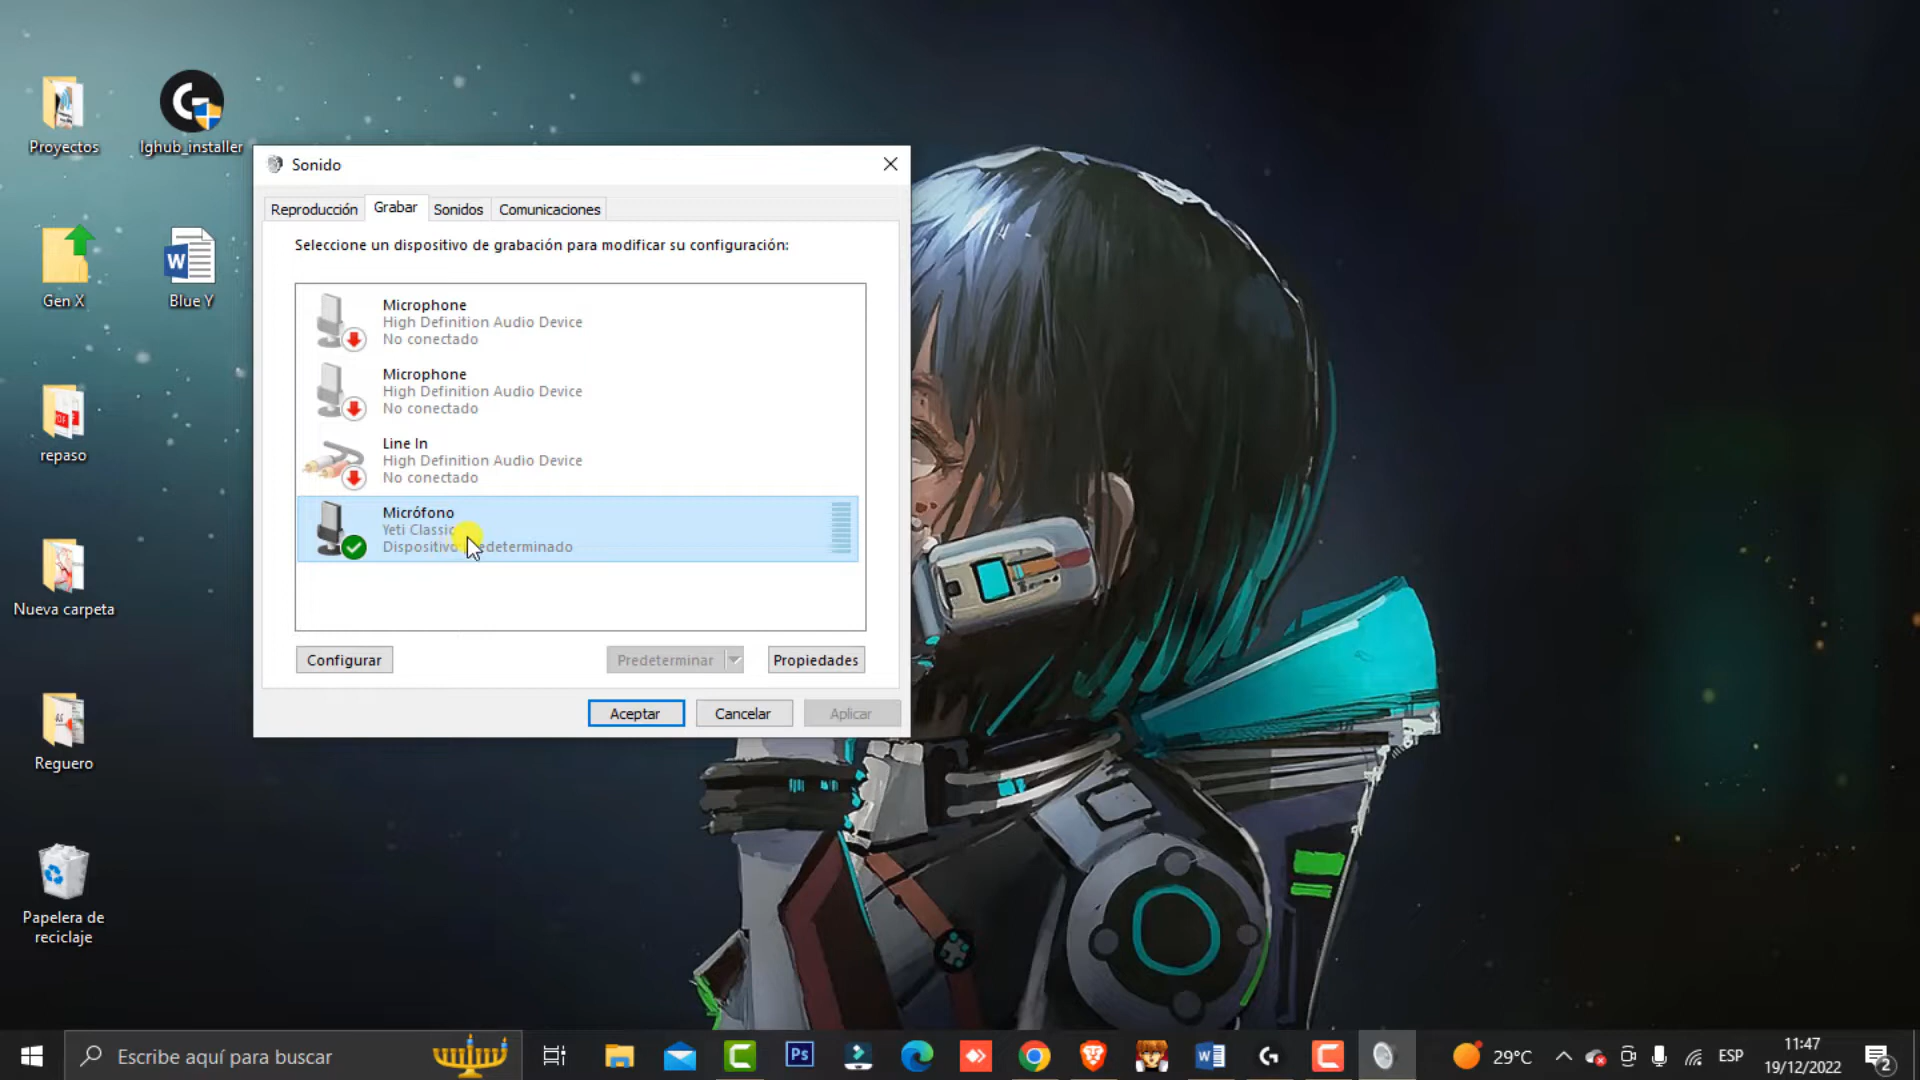 Proyectos
lghub_installer
Gen X
Blue Y
repaso
Nueva carpeta
Reguero
Papelera de
reciclaje
Sonido
Reproducción
Grabar
Sonidos
Comunicaciones
Seleccione un dispositivo de grabación para modificar su configuración:
Microphone
High Definition Audio Device
No conectado
Microphone
High Definition Audio Device
No conectado
Line In
High Definition Audio Device
No conectado
Micrófono
Yeti Classic
Dispositivo predeterminado
Configurar
Predeterminar
Propiedades
Aceptar
Cancelar
Aplicar
Escribe aquí para buscar
Ps
29°C
ESP
11:47
19/12/2022
2